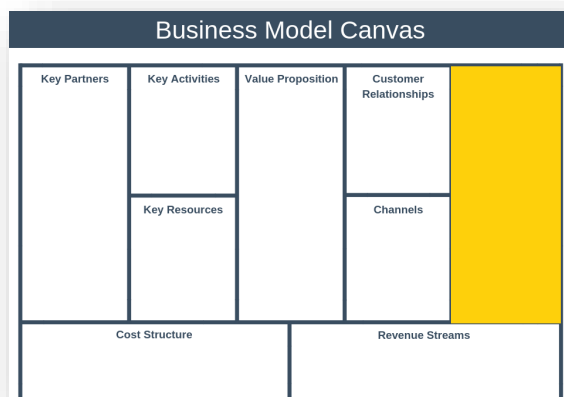 Business Model Canvas
Key Partners
Key Activities
Value Proposition
Customer
Relationships
Key Resources
Channels
Cost Structure
Revenue Streams